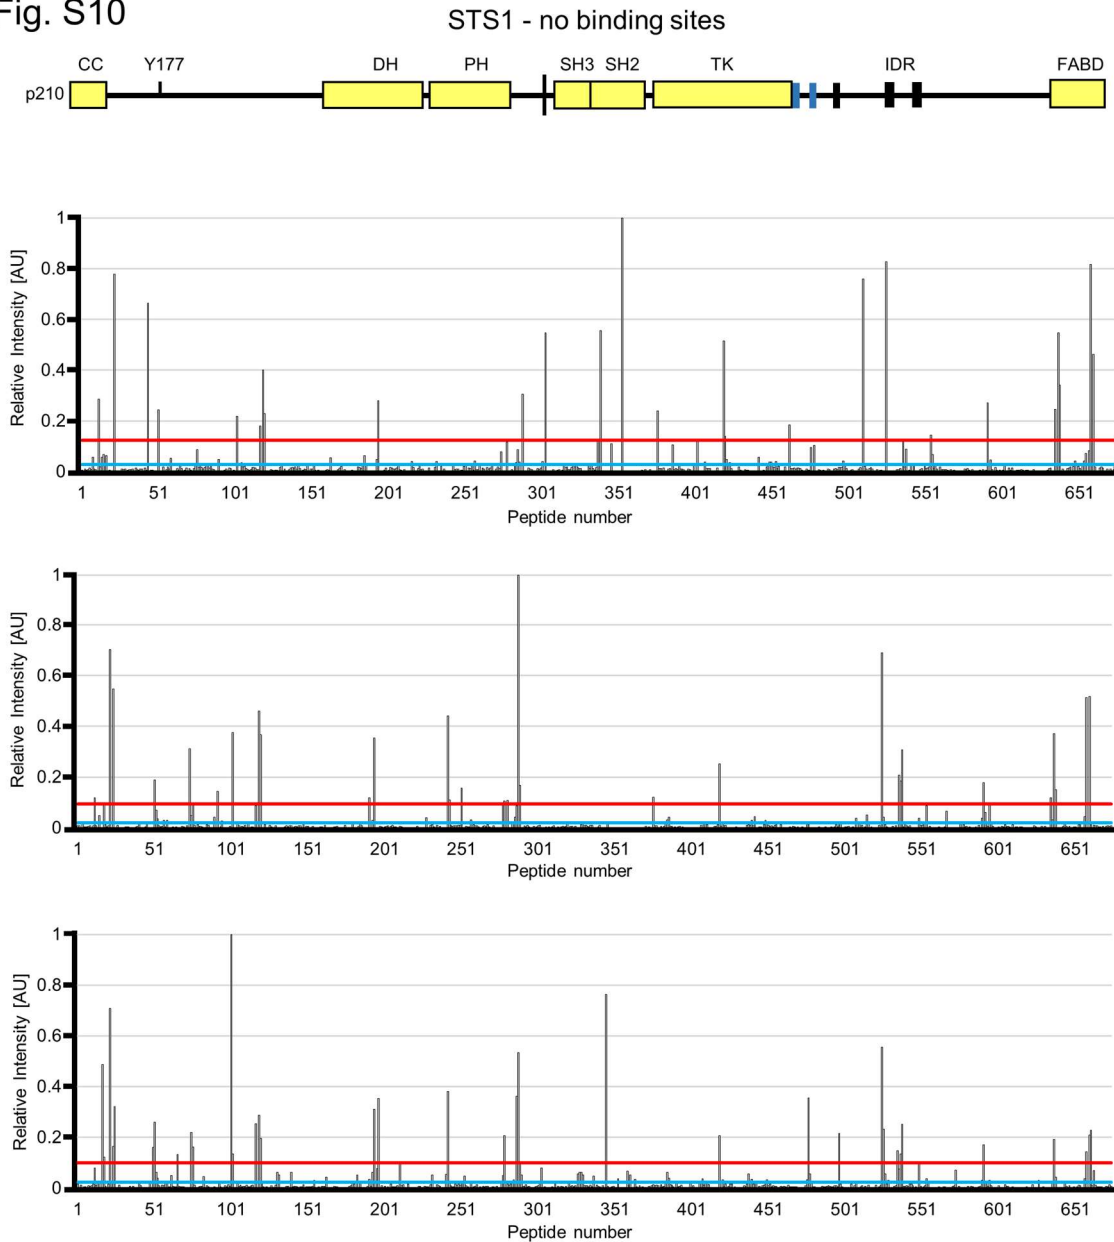 Fig. S10
STS1 - no binding sites
CC Y177 DH PH SH3 SH2 TK IDR FABD
p210
Relative Intensity [AU]
1
0.8
0.6
0.4
0.2
0
1 51 101 151 201 251 301 351 401 451 501 551 601 651
Peptide number
Relative Intensity [AU]
1
0.8
0.6
0.4
0.2
0
1 51 101 151 201 251 301 351 401 451 501 551 601 651
Peptide number
Relative Intensity [AU]
1
0.8
0.6
0.4
0.2
0
1 51 101 151 201 251 301 351 401 451 501 551 601 651
Peptide number